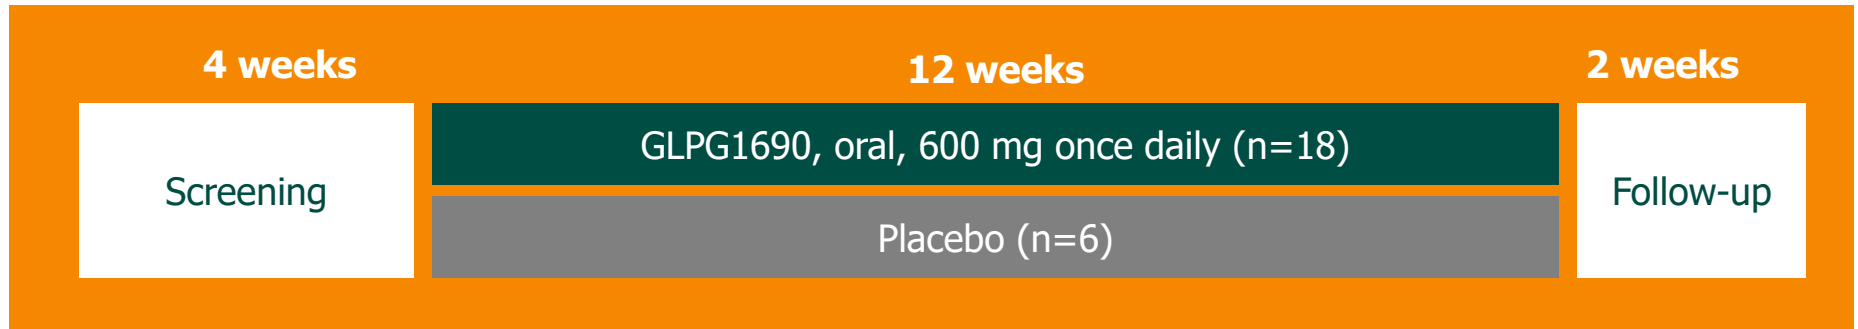 4 weeks
12 weeks
2 weeks
Screening
GLPG1690, oral, 600 mg once daily (n=18)
Placebo (n=6)
Follow-up